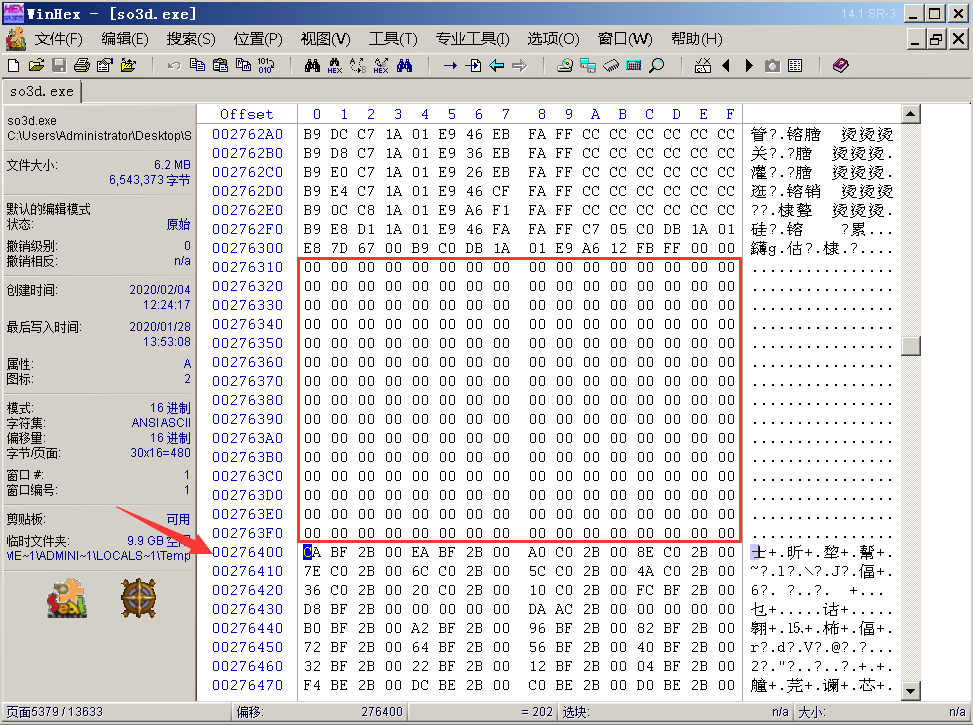 WinHex - [so3d.exe]
14.1 SR-3
文件(F) 编辑(E) 搜索(S) 位置(P) 视图(V) 工具(T) 专业工具(I) 选项(O) 窗口(W) 帮助(H)
so3d.exe
so3d.exe
C:\Users\Administrator\Desktop\S
文件大小: 6.2 MB
6,543,373 字节
默认的编辑模式
状态: 原始
撤销级别: 0
撤销相反: n/a
创建时间: 2020/02/04
12:24:17
最后写入时间: 2020/01/28
13:53:08
属性: A
图标: 2
模式: 16 进制
字符集: ANSI ASCII
偏移量: 16 进制
字节/页面: 30x16=480
窗口 #: 1
窗口编号: 1
剪贴板: 可用
临时文件夹: 9.9 GB 空间
ME~1\ADMINI~1\LOCALS~1\Temp
Offset 0 1 2 3 4 5 6 7 8 9 A B C D E F
002762A0 B9 DC C7 1A 01 E9 46 EB FA FF CC CC CC CC CC CC 管?.镕膪 烫烫烫
002762B0 B9 D8 C7 1A 01 E9 36 EB FA FF CC CC CC CC CC CC 关?.?膪 烫烫烫.
002762C0 B9 E0 C7 1A 01 E9 26 EB FA FF CC CC CC CC CC CC ?.?膪 烫烫烫.
002762D0 B9 E4 C7 1A 01 E9 46 CF FA FF CC CC CC CC CC CC 逛?.镕销 烫烫烫
002762E0 B9 0C C8 1A 01 E9 A6 F1 FA FF CC CC CC CC CC CC ??.棣 烫烫烫.
002762F0 B9 E8 D1 1A 01 E9 46 FA FA FF C7 05 C0 DB 1A 01 硅?.镕 ?累...
00276300 E8 7D 67 00 B9 C0 DB 1A 01 E9 A6 12 FB FF 00 00 g.估?.棣.?....
00276310 00 00 00 00 00 00 00 00 00 00 00 00 00 00 00 00 ................
00276320 00 00 00 00 00 00 00 00 00 00 00 00 00 00 00 00 ................
00276330 00 00 00 00 00 00 00 00 00 00 00 00 00 00 00 00 ................
00276340 00 00 00 00 00 00 00 00 00 00 00 00 00 00 00 00 ................
00276350 00 00 00 00 00 00 00 00 00 00 00 00 00 00 00 00 ................
00276360 00 00 00 00 00 00 00 00 00 00 00 00 00 00 00 00 ................
00276370 00 00 00 00 00 00 00 00 00 00 00 00 00 00 00 00 ................
00276380 00 00 00 00 00 00 00 00 00 00 00 00 00 00 00 00 ................
00276390 00 00 00 00 00 00 00 00 00 00 00 00 00 00 00 00 ................
002763A0 00 00 00 00 00 00 00 00 00 00 00 00 00 00 00 00 ................
002763B0 00 00 00 00 00 00 00 00 00 00 00 00 00 00 00 00 ................
002763C0 00 00 00 00 00 00 00 00 00 00 00 00 00 00 00 00 ................
002763D0 00 00 00 00 00 00 00 00 00 00 00 00 00 00 00 00 ................
002763E0 00 00 00 00 00 00 00 00 00 00 00 00 00 00 00 00 ................
002763F0 00 00 00 00 00 00 00 00 00 00 00 00 00 00 00 00 ................
00276400 CA BF 2B 00 EA BF 2B 00 A0 C0 2B 00 8E C0 2B 00 士+.昕+.
00276410 7E C0 2B 00 6C C0 2B 00 5C C0 2B 00 4A C0 2B 00 ~?.l?.\?.J?.偪+.
00276420 36 C0 2B 00 20 C0 2B 00 10 C0 2B 00 FC BF 2B 00 6?. ?..?. +...
00276430 D8 BF 2B 00 00 00 00 00 DA AC 2B 00 00 00 00 00 乜+.....诂+.....
00276440 B0 BF 2B 00 A2 BF 2B 00 96 BF 2B 00 82 BF 2B 00 翱+.⒖+.柨+.偪+.
00276450 72 BF 2B 00 64 BF 2B 00 56 BF 2B 00 40 BF 2B 00 r?.d?.V?.@?.?...
00276460 32 BF 2B 00 22 BF 2B 00 12 BF 2B 00 04 BF 2B 00 2?."?..?..?.+.+.
00276470 F4 BE 2B 00 DC BE 2B 00 C0 BE 2B 00 D0 BE 2B 00 艟+.芫+.谰+.芯+.
页面5379 / 13633 偏移: 276400 = 202 选块: n/a 大小: n/a